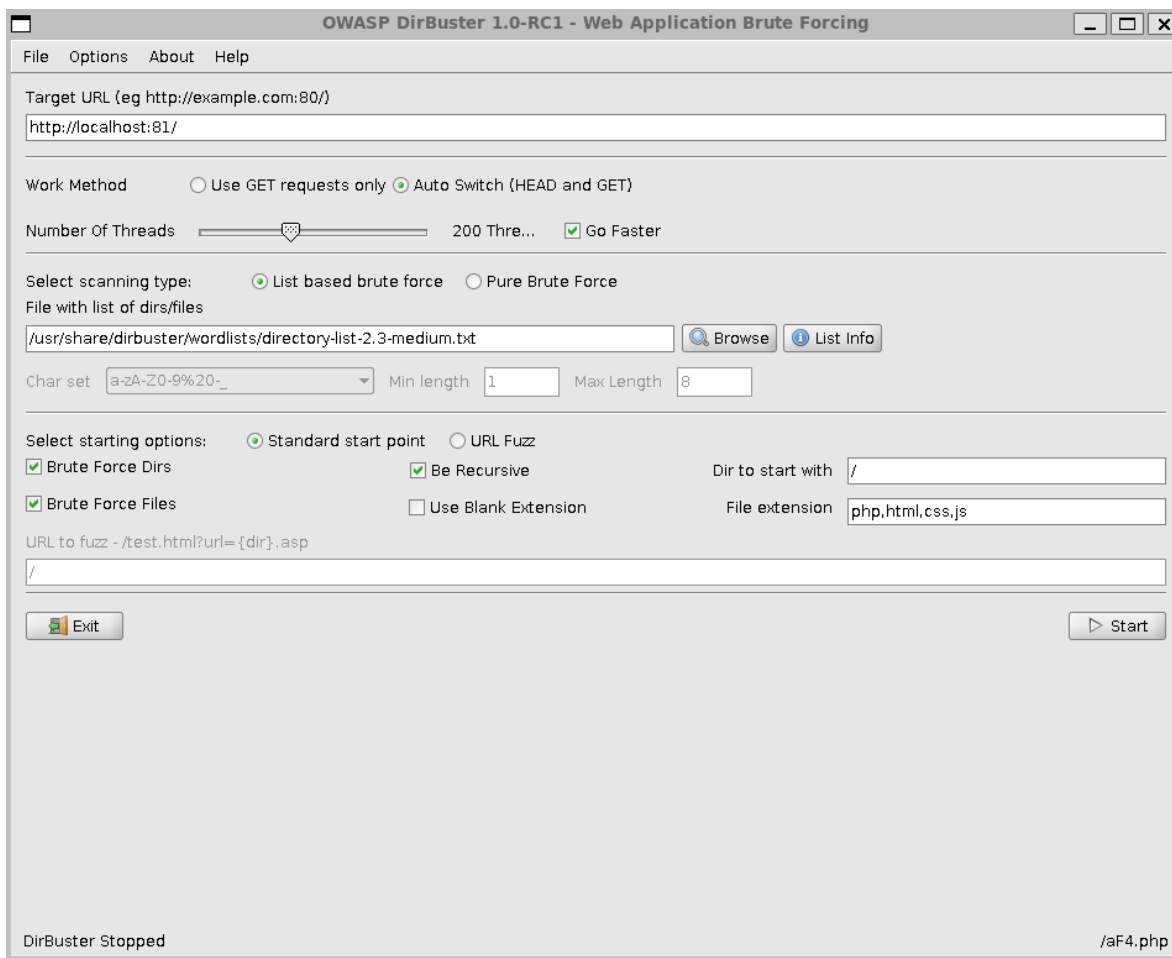 OWASP DirBuster 1.0-RC1 - Web Application Brute Forcing
File Options About Help
Target URL (eg http://example.com:80/)
http://localhost:81/
Work Method Use GET requests only Auto Switch (HEAD and GET)
Number Of Threads 200 Thre... Go Faster
Select scanning type: List based brute force Pure Brute Force
File with list of dirs/files
/usr/share/dirbuster/wordlists/directory-list-2.3-medium.txt Browse List Info
Char set a-zA-Z0-9%20-_ Min length 1 Max Length 8
Select starting options: Standard start point URL Fuzz
Brute Force Dirs Be Recursive Dir to start with /
Brute Force Files Use Blank Extension File extension php,html,css,js
URL to fuzz - /test.html?url={dir}.asp
/
Exit Start
DirBuster Stopped /aF4.php